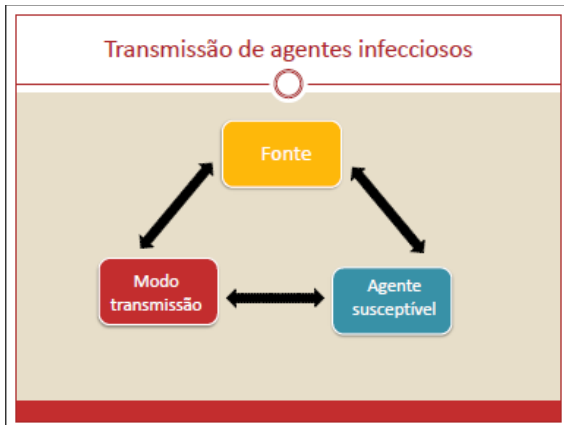 Transmissão de agentes infecciosos
Fonte
Modo
transmissão
Agente
susceptível